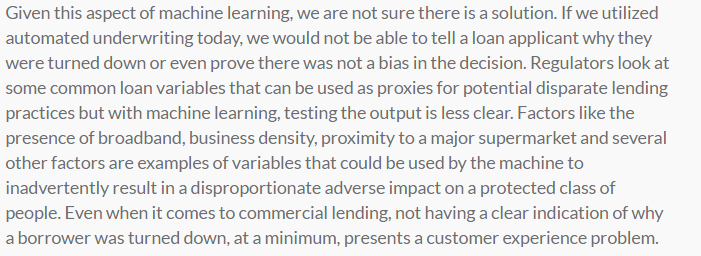 Given this aspect of machine learning, we are not sure there is a solution. If we utilized
automated underwriting today, we would not be able to tell a loan applicant why they
were turned down or even prove there was not a bias in the decision. Regulators look at
some common loan variables that can be used as proxies for potential disparate lending
practices but with machine learning, testing the output is less clear. Factors like the
presence of broadband, business density, proximity to a major supermarket and several
other factors are examples of variables that could be used by the machine to
inadvertently result in a disproportionate adverse impact on a protected class of
people. Even when it comes to commercial lending, not having a clear indication of why
a borrower was turned down, at a minimum, presents a customer experience problem.